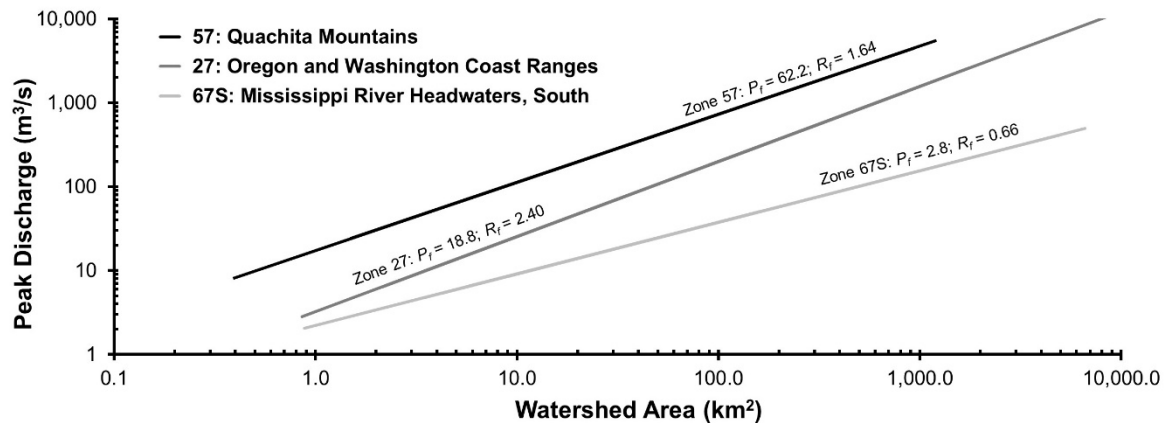 10,000
1,000
100
10
1
Peak Discharge (m³/s)
57: Quachita Mountains
27: Oregon and Washington Coast Ranges
67S: Mississippi River Headwaters, South
Zone 57: Pf = 62.2; Rf = 1.64
Zone 27: Pf = 18.8; Rf = 2.40
Zone 67S: Pf = 2.8; Rf = 0.66
0.1 1.0 10.0 100.0 1,000.0 10,000.0
Watershed Area (km²)